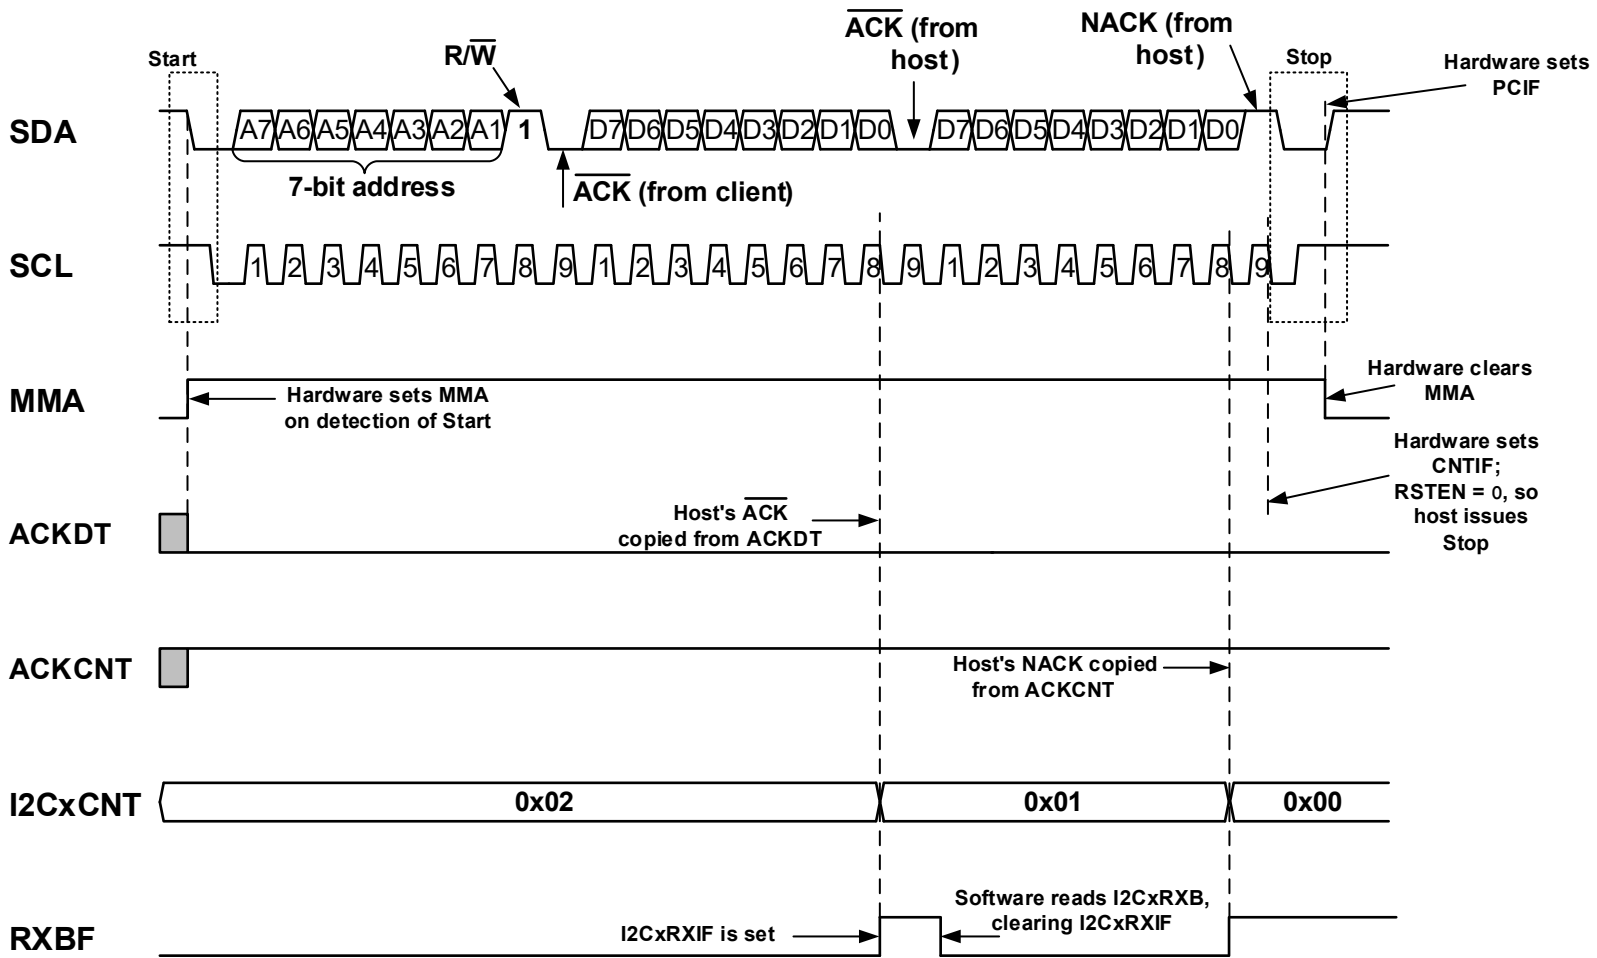 Start
R/W
ACK (from
host)
NACK (from
host)
Stop
Hardware sets
PCIF
SDA
A7 A6 A5 A4 A3 A2 A1 1 D7 D6 D5 D4 D3 D2 D1 D0 D7 D6 D5 D4 D3 D2 D1 D0
7-bit address
ACK (from client)
SCL
1 2 3 4 5 6 7 8 9 1 2 3 4 5 6 7 8 9 1 2 3 4 5 6 7 8 9
MMA
Hardware sets MMA
on detection of Start
Hardware clears
MMA
Hardware sets
CNTIF;
RSTEN = 0, so
host issues
Stop
ACKDT
Host's ACK
copied from ACKDT
ACKCNT
Host's NACK copied
from ACKCNT
I2CxCNT
0x02 0x01 0x00
RXBF
I2CxRXIF is set
Software reads I2CxRXB,
clearing I2CxRXIF